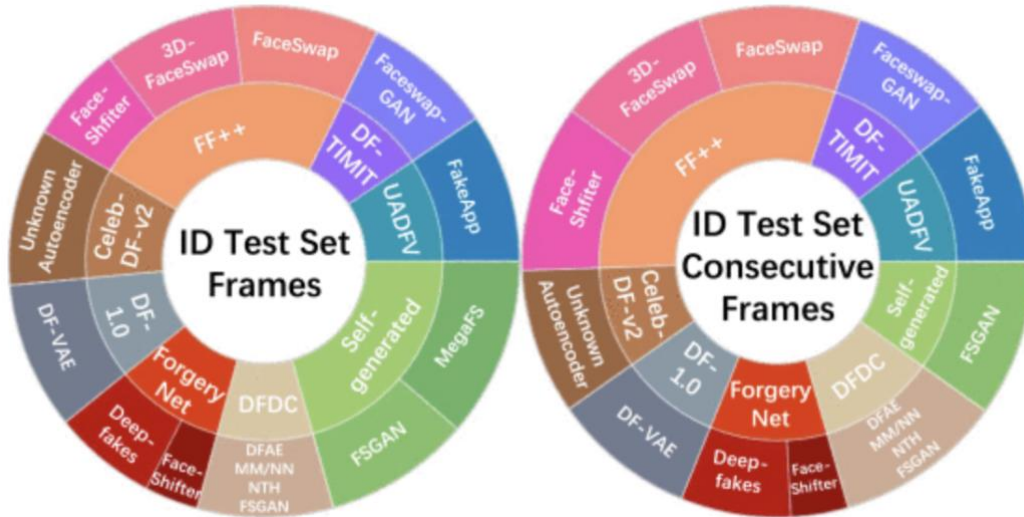 FaceSwap
3D-
FaceSwap
Face-
Shfiter
Unknown
Autoencoder
DF-VAE
Deep-
fakes
Face-
Shifter
DFAE
MM/NN
NTH
FSGAN
FSGAN
MegaFS
FakeApp
Faceswap-
GAN
FF++
DF-
TIMIT
UADFV
Celeb-
DF-v2
DF-
1.0
Forgery
Net
DFDC
Self-
generated
ID Test Set
Frames
FaceSwap
3D-
FaceSwap
Face-
Shfiter
Unknown
Autoencoder
DF-VAE
Deep-
fakes
Face-
Shifter
DFAE
MM/NN
NTH
FSGAN
FSGAN
FakeApp
Faceswap-
GAN
FF++
DF-
TIMIT
UADFV
Celeb-
DF-v2
DF-
1.0
Forgery
Net
DFDC
Self-
generated
ID Test Set
Consecutive
Frames